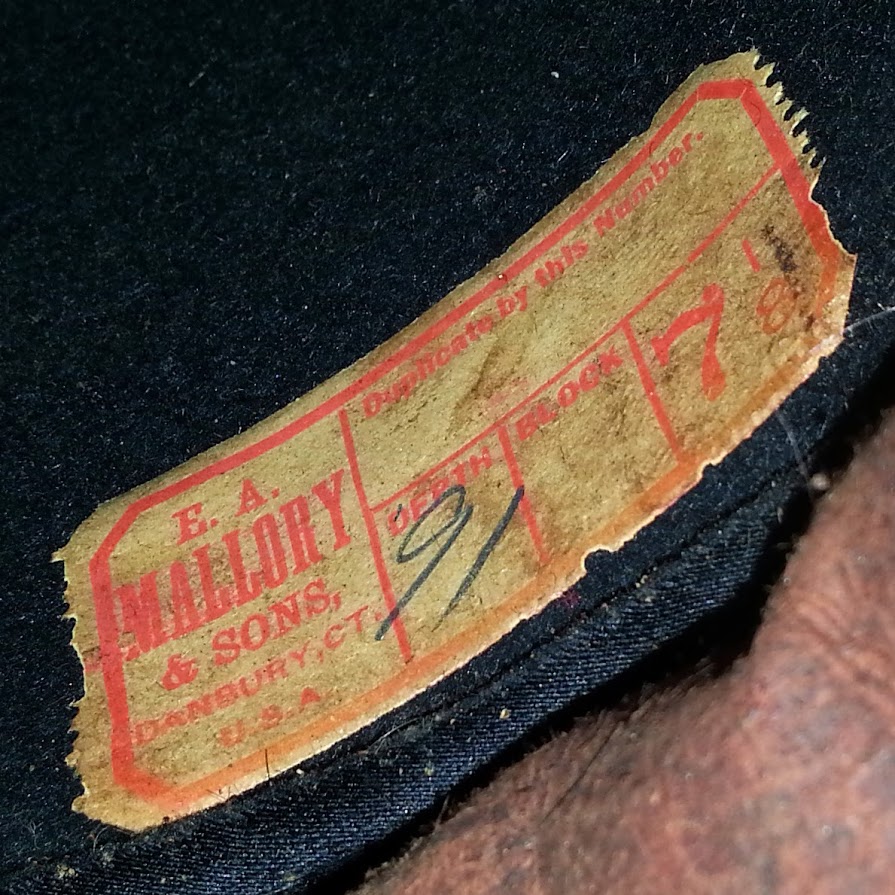 E. A.
MALLORY
& SONS,
DANBURY, CT.
U.S.A.
Duplicate by this Number.
DEPTH
91
BLOCK
7 1/8